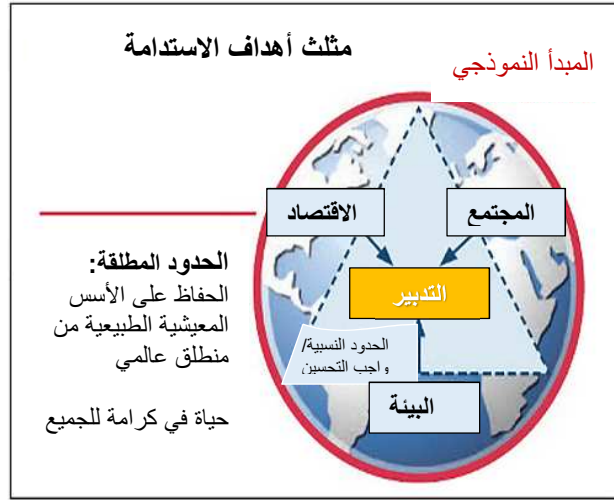 مثلث أهداف الاستدامة
المبدأ النموذجي
المجتمع
الاقتصاد
التدبير
الحدود النسبية/
واجب التحسين
البيئة
الحدود المطلقة:
الحفاظ على الأسس
المعيشية الطبيعية من
منطلق عالمي
حياة في كرامة للجميع